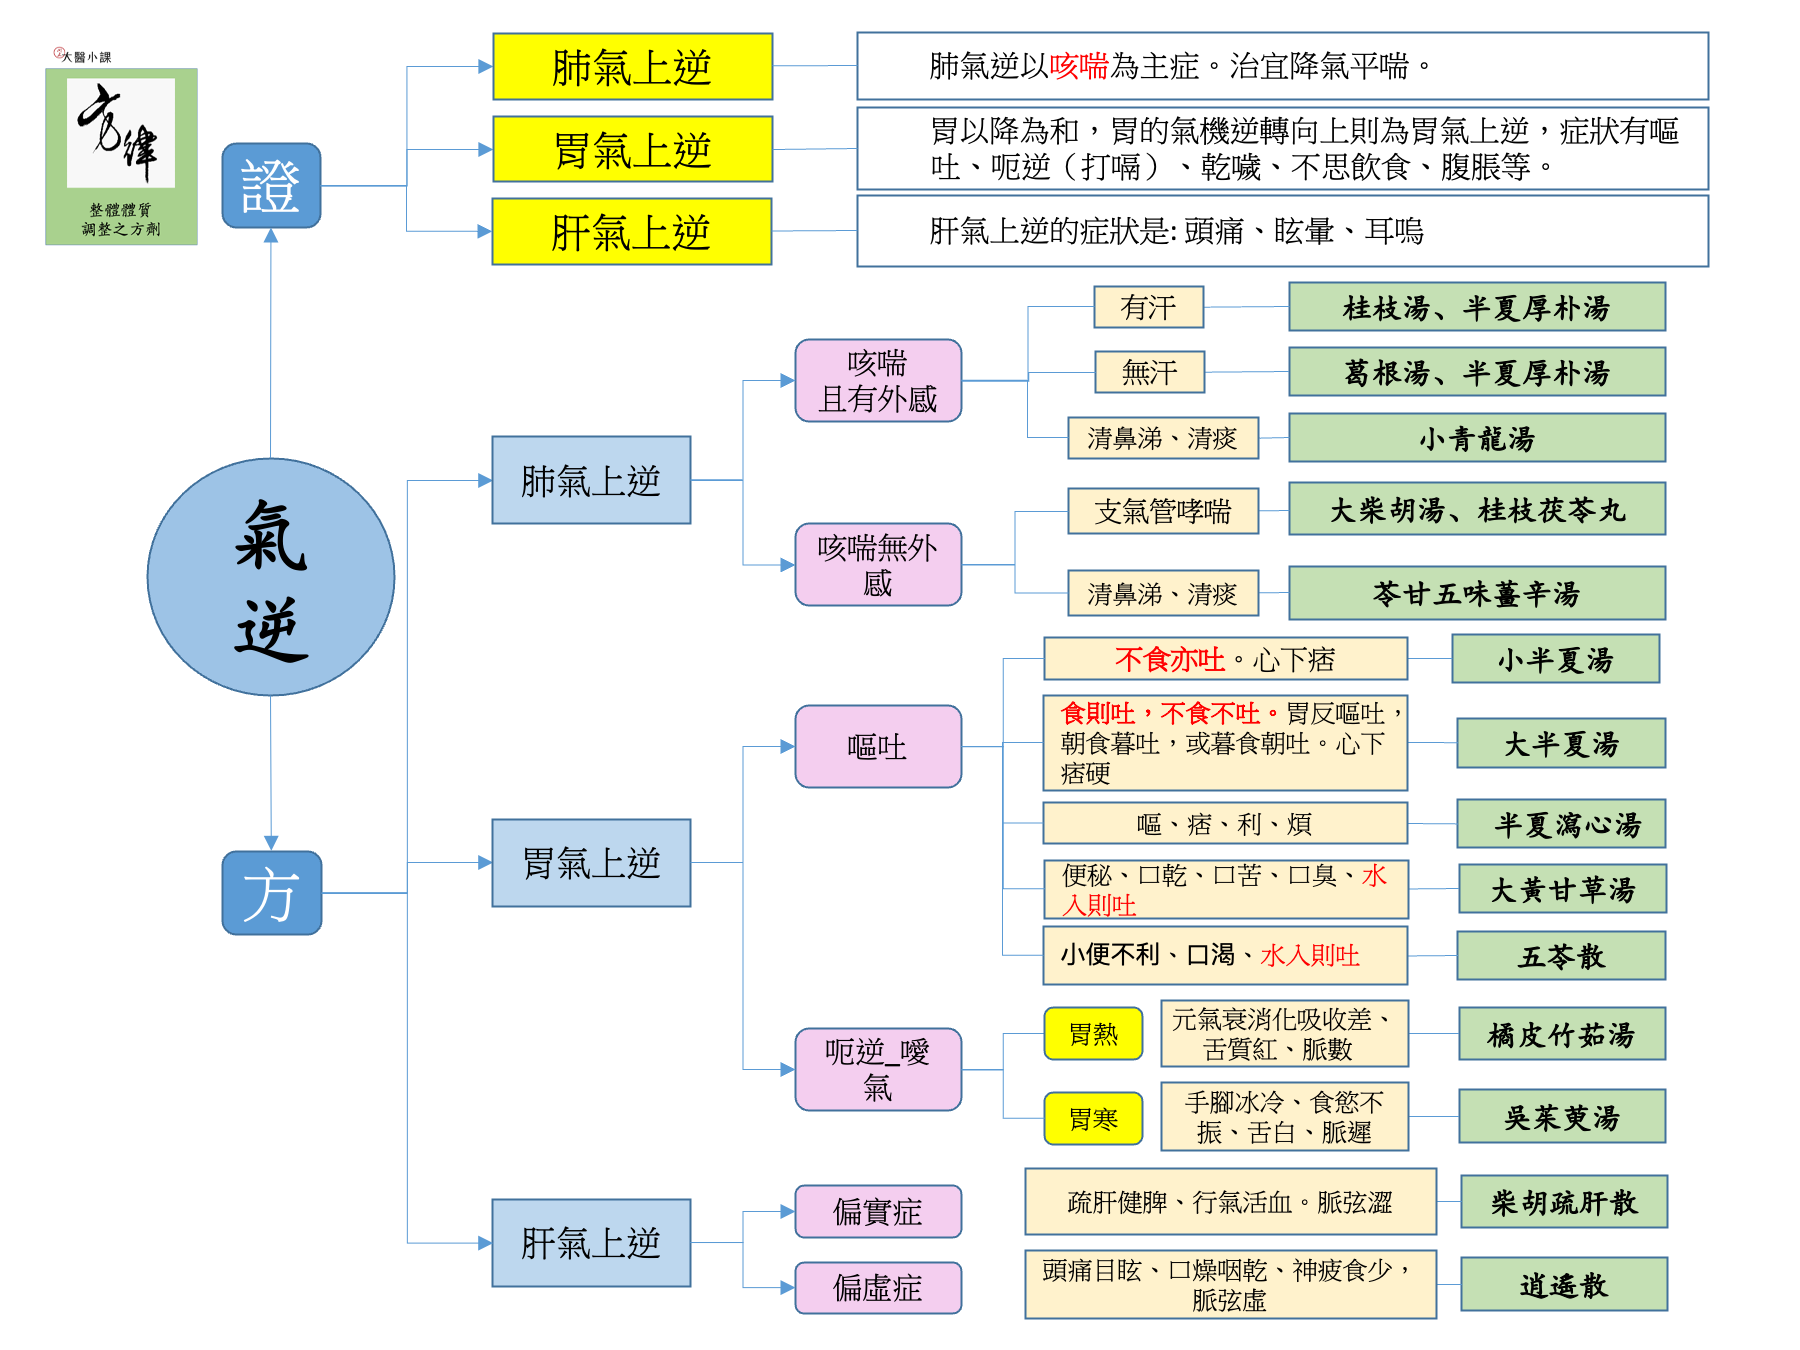 大醫小課
方律
整體體質
調整之方劑
證
肺氣上逆
肺氣逆以咳喘為主症。治宜降氣平喘。
胃氣上逆
胃以降為和，胃的氣機逆轉向上則為胃氣上逆，症狀有嘔
吐、呃逆（打嗝）、乾噦、不思飲食、腹脹等。
肝氣上逆
肝氣上逆的症狀是: 頭痛、眩暈、耳嗚
氣
逆
方
肺氣上逆
咳喘
且有外感
有汗
桂枝湯、半夏厚朴湯
無汗
葛根湯、半夏厚朴湯
清鼻涕、清痰
小青龍湯
咳喘無外
感
支氣管哮喘
大柴胡湯、桂枝茯苓丸
清鼻涕、清痰
苓甘五味薑辛湯
胃氣上逆
嘔吐
不食亦吐。心下痞
小半夏湯
食則吐，不食不吐。胃反嘔吐，
朝食暮吐，或暮食朝吐。心下
痞硬
大半夏湯
嘔、痞、利、煩
半夏瀉心湯
便秘、口乾、口苦、口臭、水
入則吐
大黃甘草湯
小便不利、口渴、水入則吐
五苓散
呃逆_噯
氣
胃熱
元氣衰消化吸收差、
舌質紅、脈數
橘皮竹茹湯
胃寒
手腳冰冷、食慾不
振、舌白、脈遲
吳茱萸湯
肝氣上逆
偏實症
疏肝健脾、行氣活血。脈弦澀
柴胡疏肝散
偏虛症
頭痛目眩、口燥咽乾、神疲食少，
脈弦虛
逍遙散